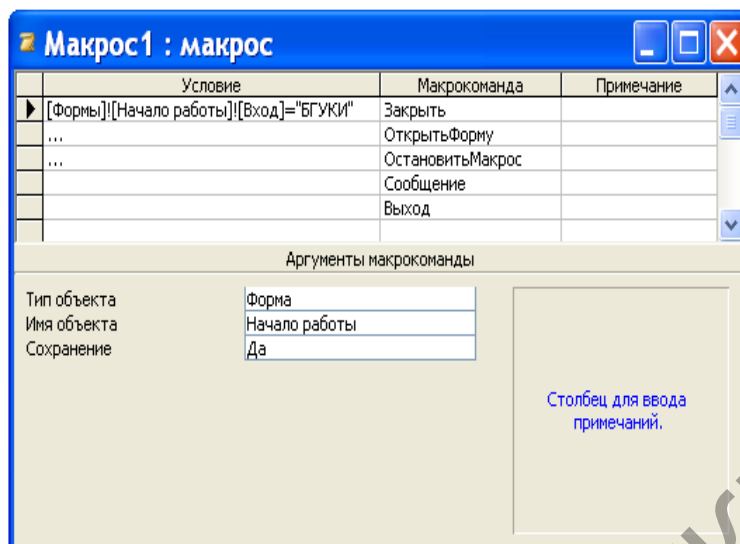 Макрос1 : макрос
Условие Макрокоманда Примечание
[Формы]![Начало работы]![Вход]="БГУКИ" Закрыть
... ОткрытьФорму
... ОстановитьМакрос
Сообщение
Выход
Аргументы макрокоманды
Тип объекта Форма
Имя объекта Начало работы
Сохранение Да
Столбец для ввода
примечаний.